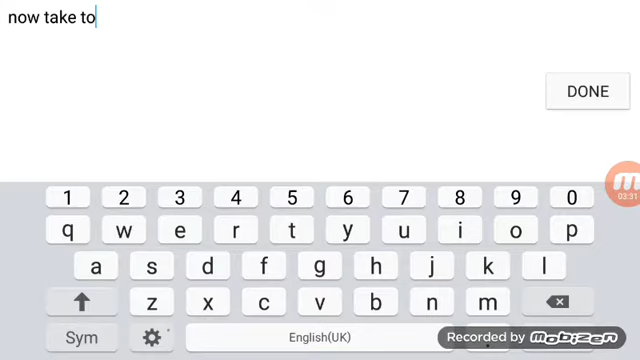 now take to
DONE
1 2 3 4 5 6 7 8 9 0
q w e r t y u i o p
a s d f g h j k l
z x c v b n m
Sym English(UK)
03:31
Recorded by mobizen